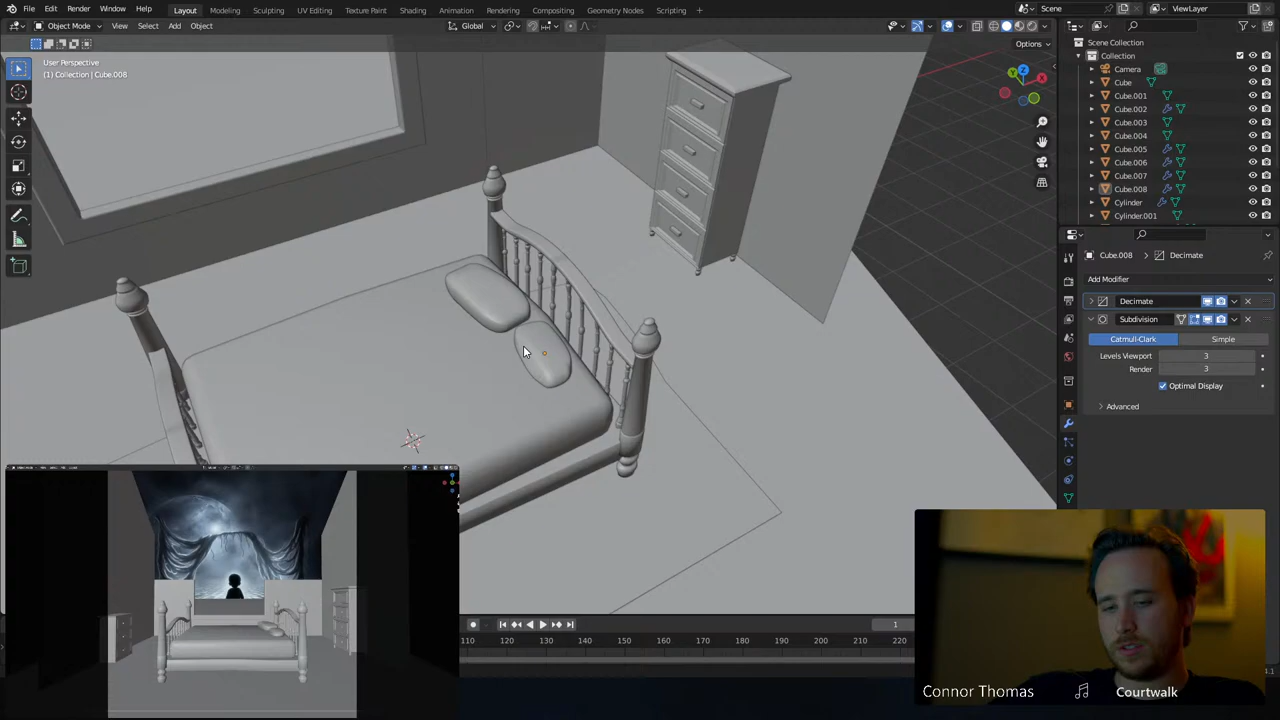 File Edit Render Window Help Layout Modeling Sculpting UV Editing Texture Paint Shading Animation Rendering Compositing Geometry Nodes Scripting Scene ViewLayer
Object Mode View Select Add Object Global
Options
User Perspective
(1) Collection | Cube.008
Scene Collection
Collection
Camera
Cube
Cube.001
Cube.002
Cube.003
Cube.004
Cube.005
Cube.006
Cube.007
Cube.008
Cylinder
Cylinder.001
Cube.008 Decimate
Add Modifier
Decimate
Subdivision
Catmull-Clark Simple
Levels Viewport 3
Render 3
Optimal Display
Advanced
1
110 120 130 140 150 160 170 180 190 200 210 220
Connor Thomas Courtwalk